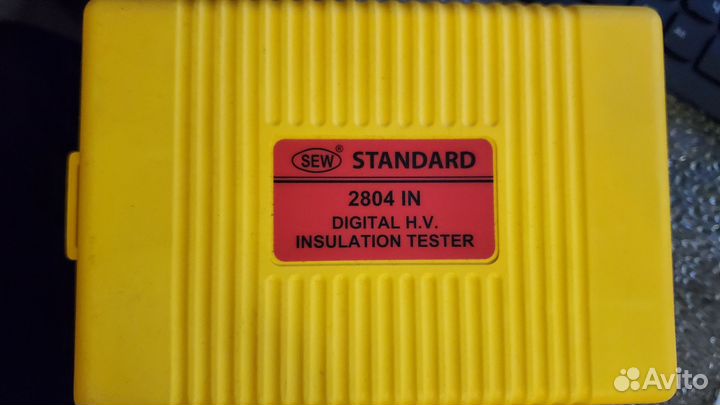 SEW® STANDARD
2804 IN
DIGITAL H.V.
INSULATION TESTER
Avito